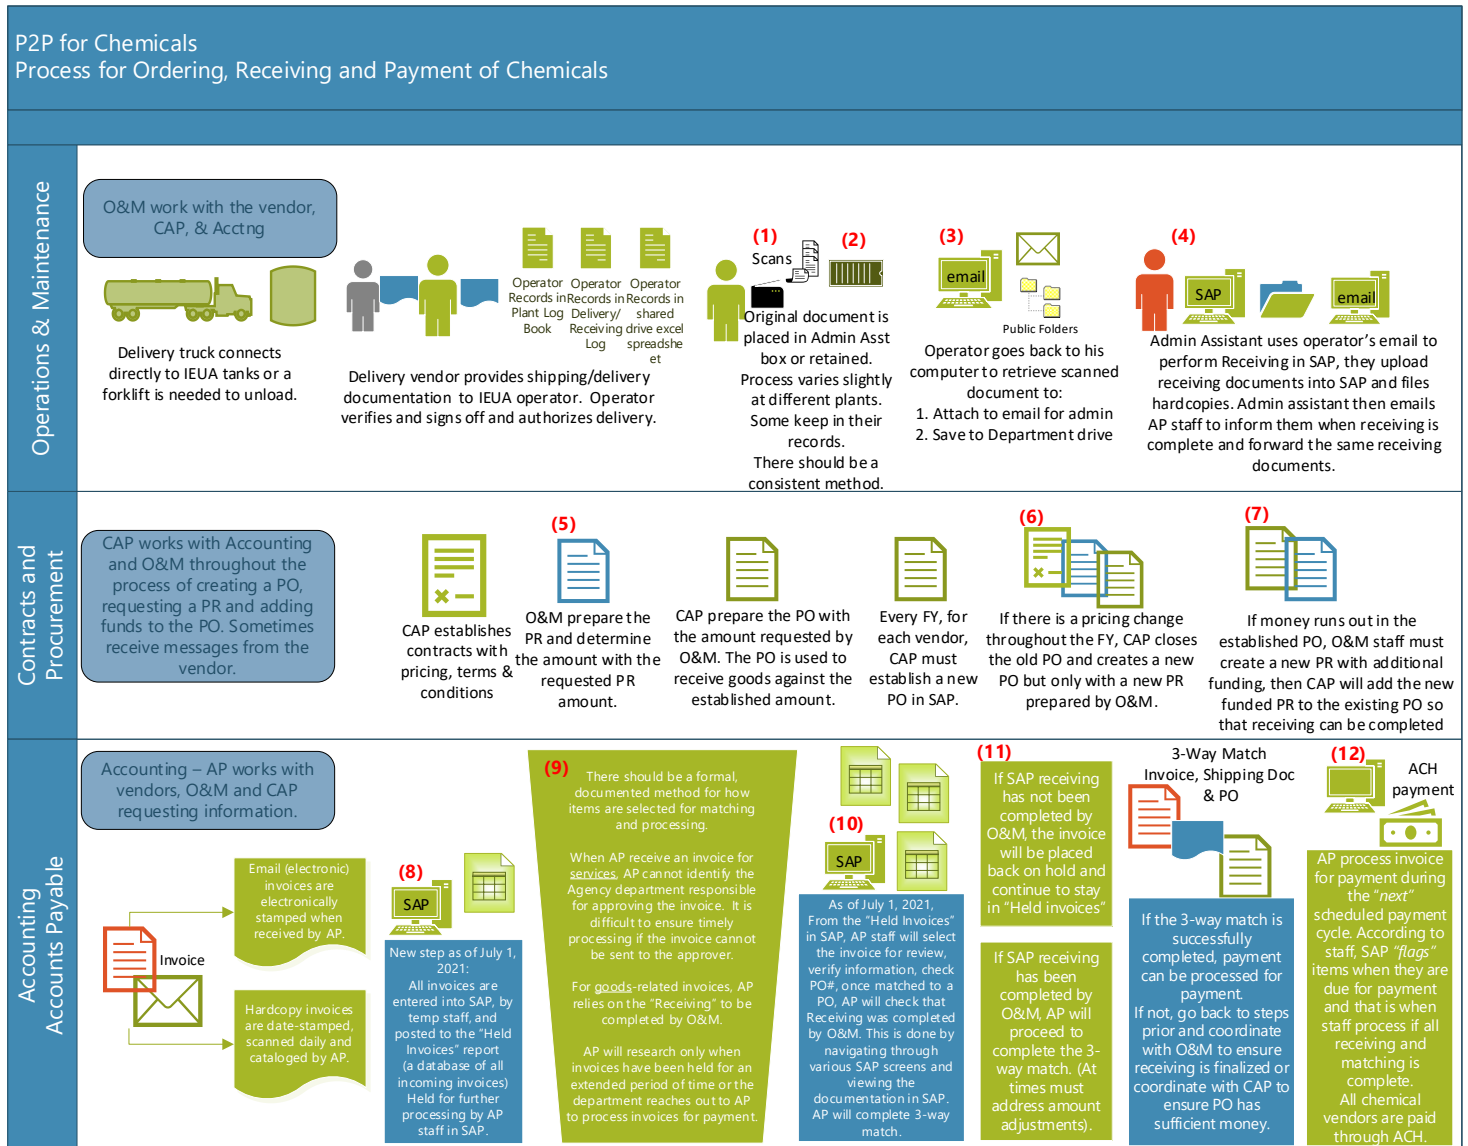 P2P for Chemicals
Process for Ordering, Receiving and Payment of Chemicals
Operations & Maintenance
O&M work with the vendor,
CAP, & Acctng
Delivery truck connects
directly to IEUA tanks or a
forklift is needed to unload.
Operator
Records in
Plant Log
Book
Operator
Records in
Delivery/
Receiving
Log
Operator
Records in
shared
drive excel
spreadshe
et
Delivery vendor provides shipping/delivery
documentation to IEUA operator. Operator
verifies and signs off and authorizes delivery.
(1)
Scans
(2)
Original document is
placed in Admin Asst
box or retained.
Process varies slightly
at different plants.
Some keep in their
records.
There should be a
consistent method.
(3)
email
Public Folders
Operator goes back to his
computer to retrieve scanned
document to:
1. Attach to email for admin
2. Save to Department drive
(4)
SAP
email
Admin Assistant uses operator's email to
perform Receiving in SAP, they upload
receiving documents into SAP and files
hardcopies. Admin assistant then emails
AP staff to inform them when receiving is
complete and forward the same receiving
documents.
Contracts and
Procurement
CAP works with Accounting
and O&M throughout the
process of creating a PO,
requesting a PR and adding
funds to the PO. Sometimes
receive messages from the
vendor.
CAP establishes
contracts with
pricing, terms &
conditions
(5)
O&M prepare the
PR and determine
the amount with the
requested PR
amount.
CAP prepare the PO with
the amount requested by
O&M. The PO is used to
receive goods against the
established amount.
Every FY, for
each vendor,
CAP must
establish a new
PO in SAP.
(6)
If there is a pricing change
throughout the FY, CAP closes
the old PO and creates a new
PO but only with a new PR
prepared by O&M.
(7)
If money runs out in the
established PO, O&M staff must
create a new PR with additional
funding, then CAP will add the new
funded PR to the existing PO so
that receiving can be completed
Accounting
Accounts Payable
Accounting – AP works with
vendors, O&M and CAP
requesting information.
Invoice
Email (electronic)
invoices are
electronically
stamped when
received by AP.
Hardcopy invoices
are date-stamped,
scanned daily and
cataloged by AP.
(8)
SAP
New step as of July 1,
2021:
All invoices are
entered into SAP, by
temp staff, and
posted to the "Held
Invoices" report
(a database of all
incoming invoices)
Held for further
processing by AP
staff in SAP.
(9)
There should be a formal,
documented method for how
items are selected for matching
and processing.
When AP receive an invoice for
services, AP cannot identify the
Agency department responsible
for approving the invoice. It is
difficult to ensure timely
processing if the invoice cannot
be sent to the approver.
For goods-related invoices, AP
relies on the "Receiving" to be
completed by O&M.
AP will research only when
invoices have been held for an
extended period of time or the
department reaches out to AP
to process invoices for payment.
(10)
SAP
As of July 1, 2021,
From the "Held Invoices"
in SAP, AP staff will select
the invoice for review,
verify information, check
PO#, once matched to a
PO, AP will check that
Receiving was completed
by O&M. This is done by
navigating through
various SAP screens and
viewing the
documentation in SAP.
AP will complete 3-way
match.
(11)
If SAP receiving
has not been
completed by
O&M, the invoice
will be placed
back on hold and
continue to stay
in "Held invoices"
If SAP receiving
has been
completed by
O&M, AP will
proceed to
complete the 3-
way match. (At
times must
address amount
adjustments).
3-Way Match
Invoice, Shipping Doc
& PO
If the 3-way match is
successfully
completed, payment
can be processed for
payment.
If not, go back to steps
prior and coordinate
with O&M to ensure
receiving is finalized or
coordinate with CAP to
ensure PO has
sufficient money.
(12)
ACH
payment
AP process invoice
for payment during
the "next"
scheduled payment
cycle. According to
staff, SAP "flags"
items when they are
due for payment
and that is when
staff process if all
receiving and
matching is
complete.
All chemical
vendors are paid
through ACH.